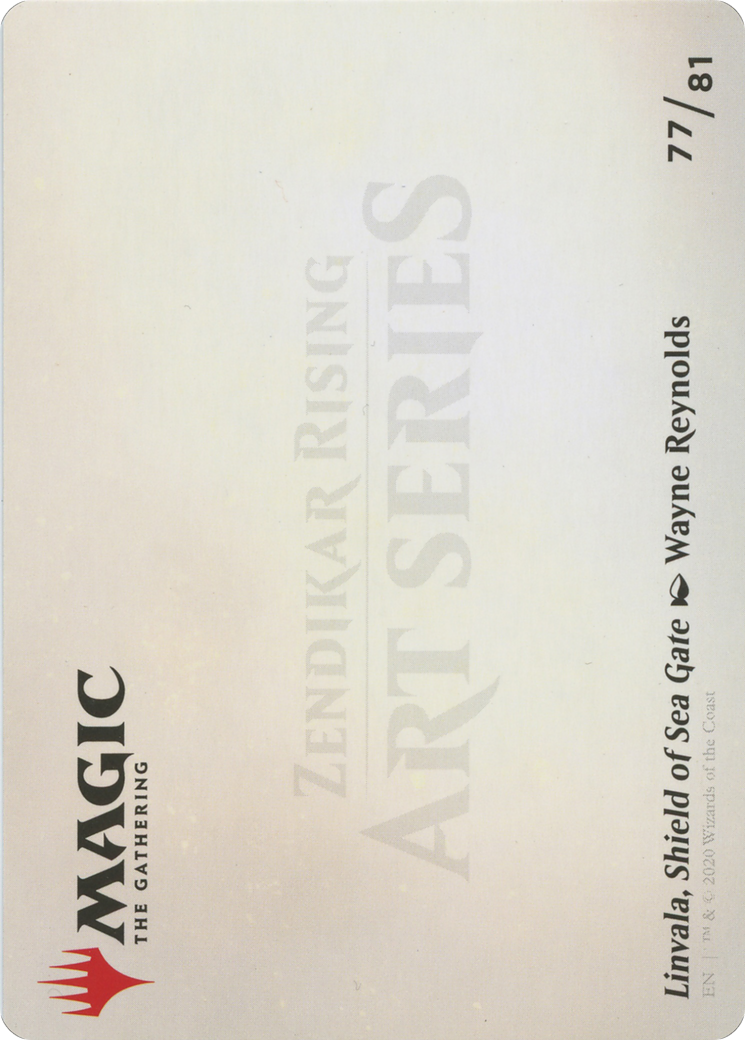 MAGIC
THE GATHERING
ZENDIKAR RISING
ART SERIES
Linvala, Shield of Sea Gate Wayne Reynolds
77/81
EN | ™ & © 2020 Wizards of the Coast